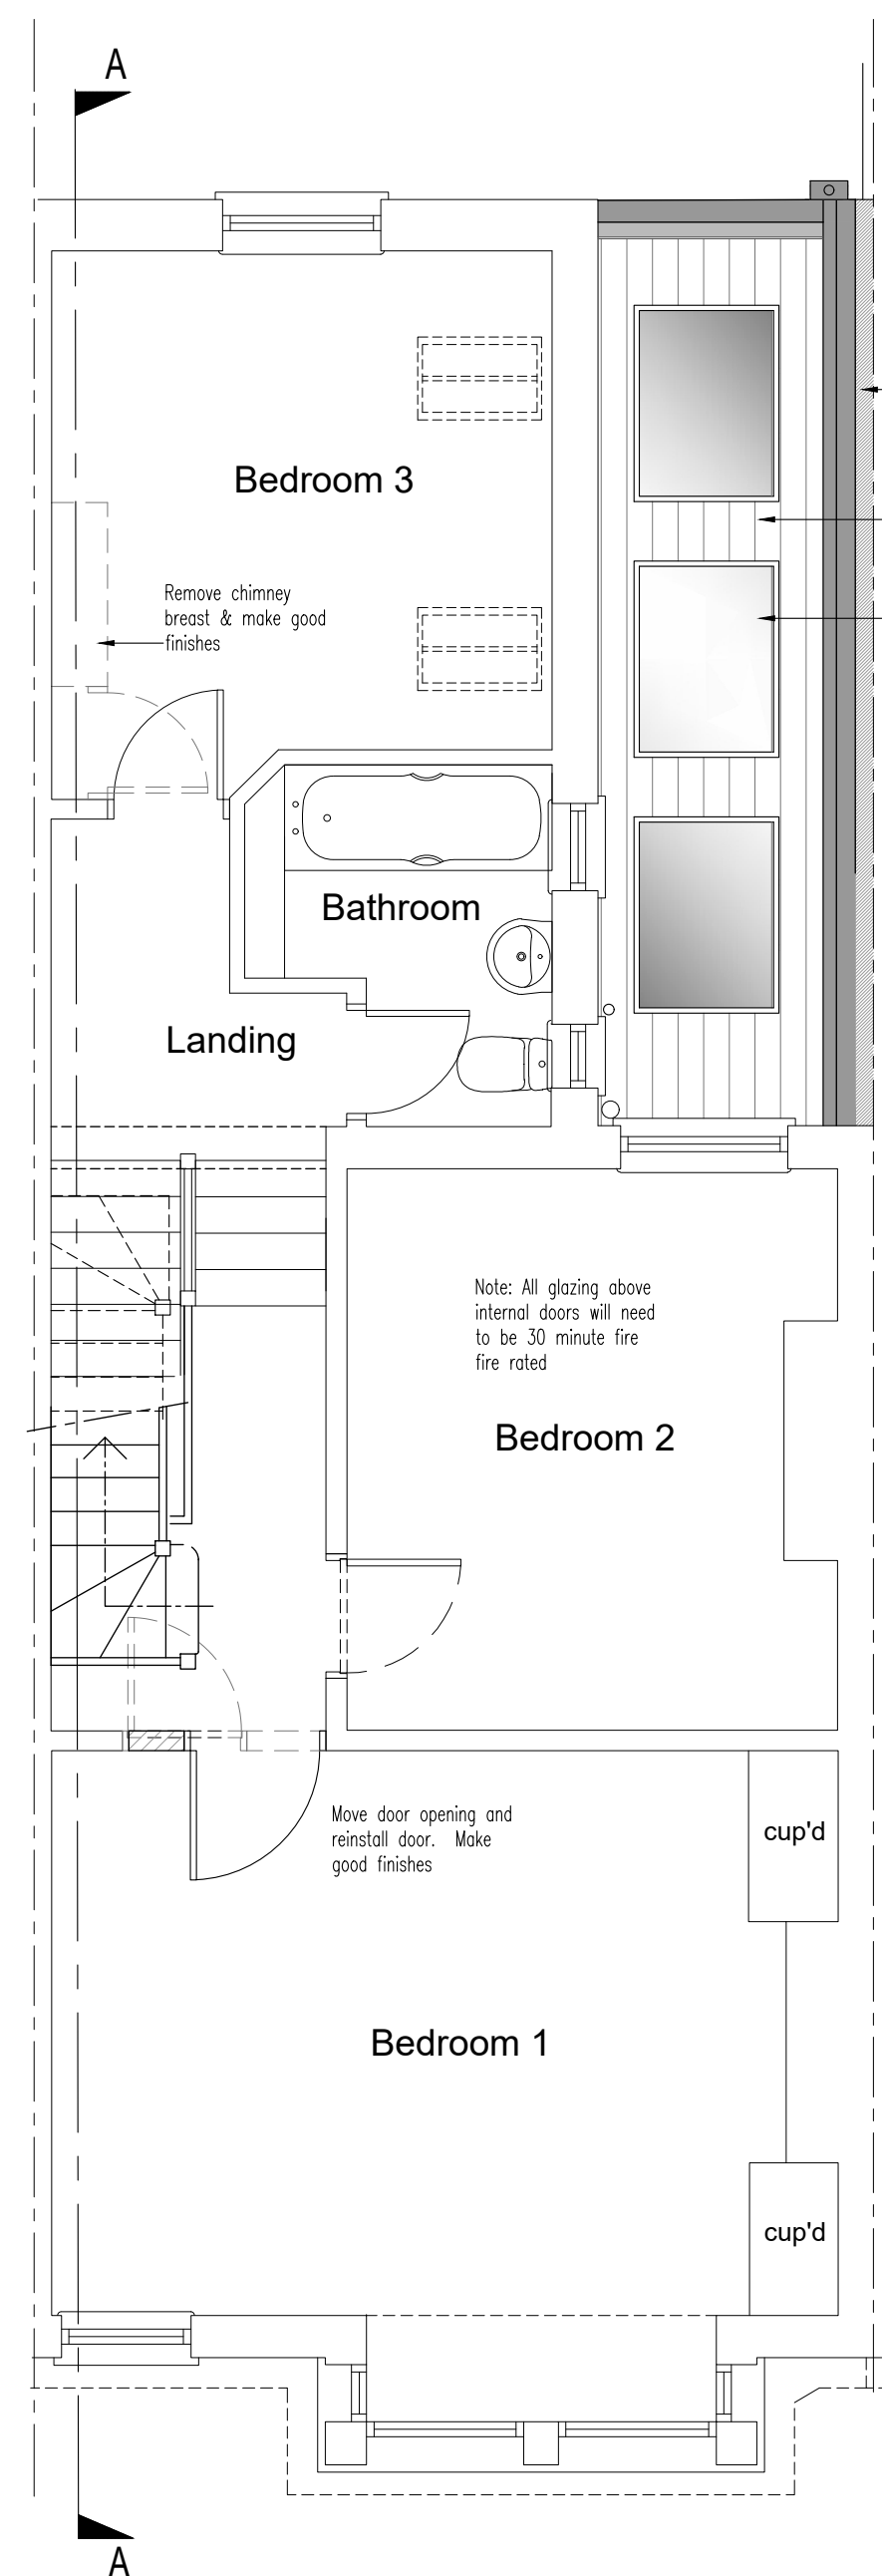 A
Bedroom 3
Remove chimney
breast & make good
finishes
Bathroom
Landing
Note: All glazing above
internal doors will need
to be 30 minute fire
fire rated
Bedroom 2
Move door opening and
reinstall door. Make
good finishes
cup'd
Bedroom 1
cup'd
A